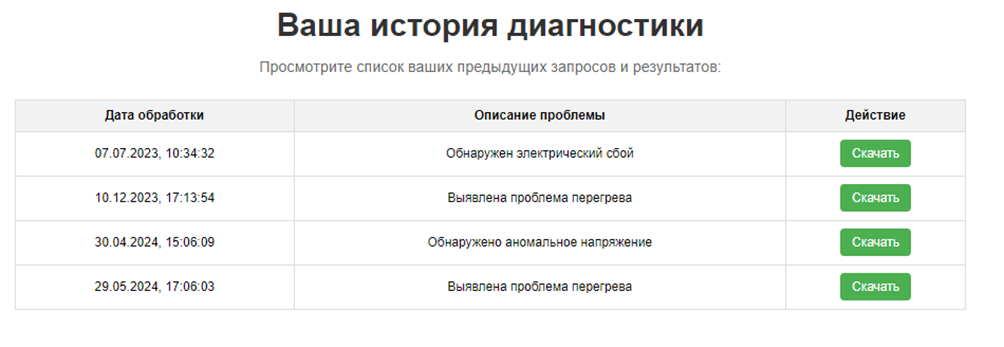 Ваша история диагностики
Просмотрите список ваших предыдущих запросов и результатов:
Дата обработки Описание проблемы Действие
07.07.2023, 10:34:32 Обнаружен электрический сбой Скачать
10.12.2023, 17:13:54 Выявлена проблема перегрева Скачать
30.04.2024, 15:06:09 Обнаружено аномальное напряжение Скачать
29.05.2024, 17:06:03 Выявлена проблема перегрева Скачать